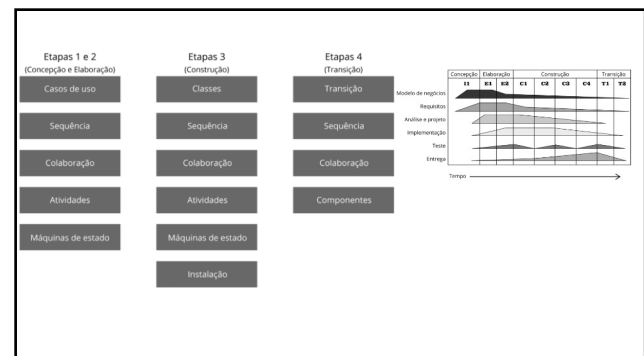 Etapas 1 e 2
(Concepção e Elaboração)
Casos de uso
Sequência
Colaboração
Atividades
Máquinas de estado
Etapas 3
(Construção)
Classes
Sequência
Colaboração
Atividades
Máquinas de estado
Instalação
Etapas 4
(Transição)
Transição
Sequência
Colaboração
Componentes
Concepção Elaboração Construção Transição
I1 E1 E2 C1 C2 C3 C4 T1 T2
Modelo de negócios
Requisitos
Análise e projeto
Implementação
Teste
Entrega
Tempo